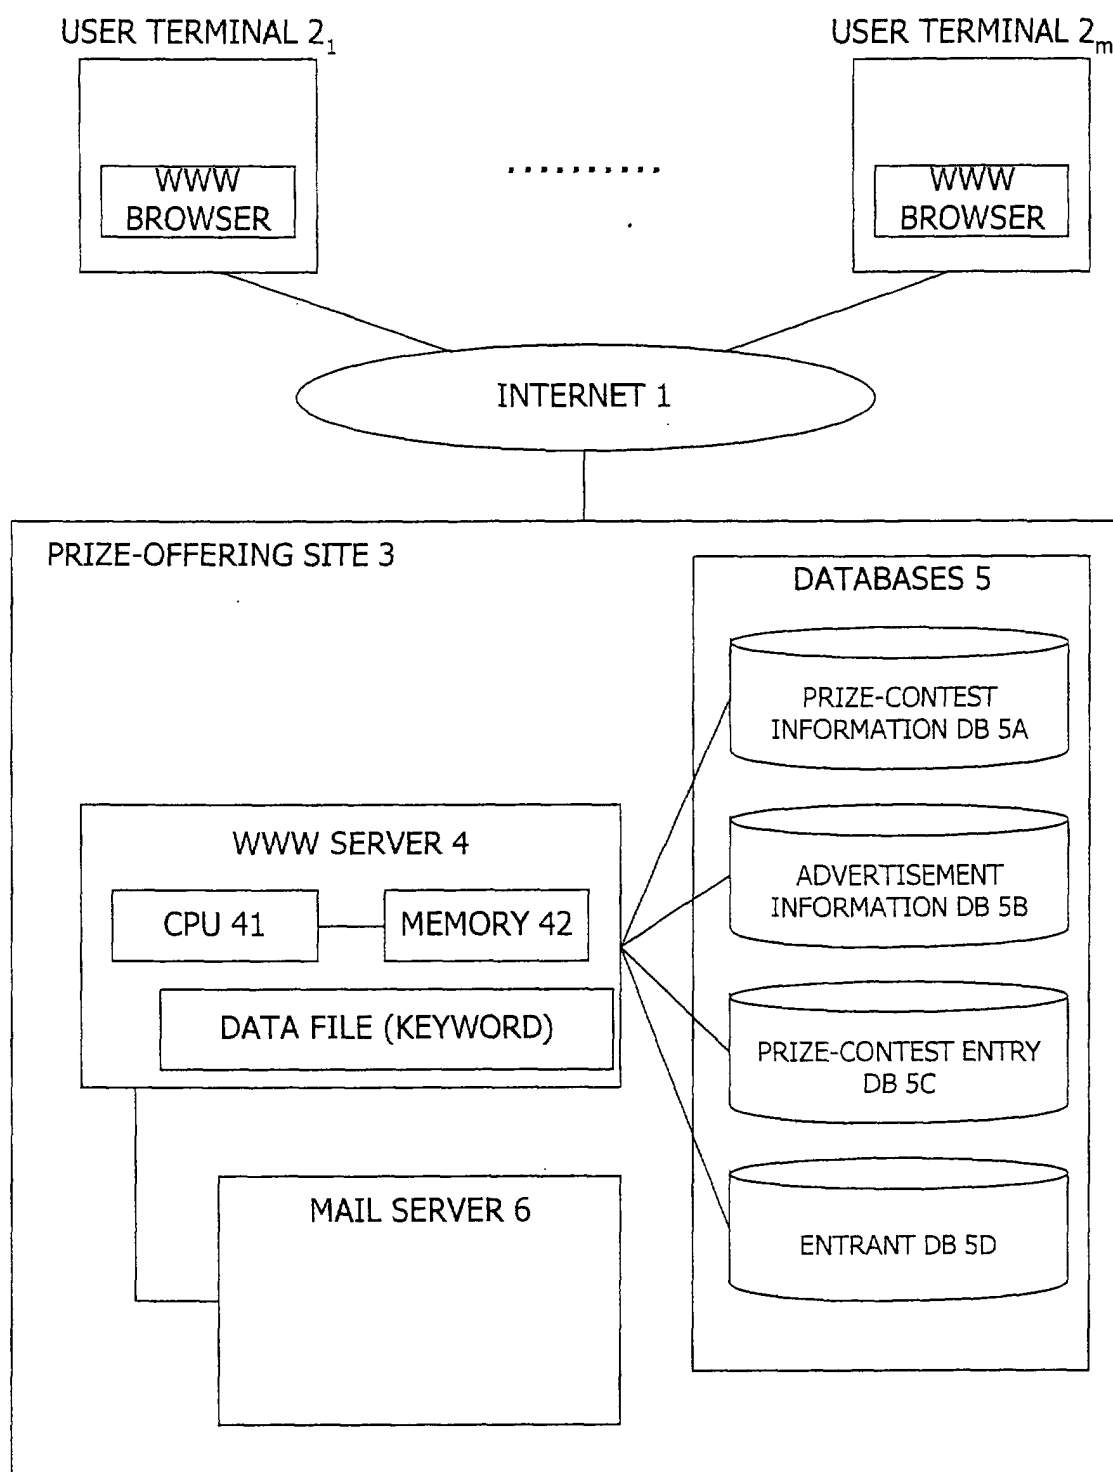 USER TERMINAL 2₁
USER TERMINAL 2ₘ
WWW
BROWSER
..........
WWW
BROWSER
INTERNET 1
PRIZE-OFFERING SITE 3
DATABASES 5
PRIZE-CONTEST
INFORMATION DB 5A
WWW SERVER 4
CPU 41
MEMORY 42
DATA FILE (KEYWORD)
ADVERTISEMENT
INFORMATION DB 5B
PRIZE-CONTEST ENTRY
DB 5C
MAIL SERVER 6
ENTRANT DB 5D